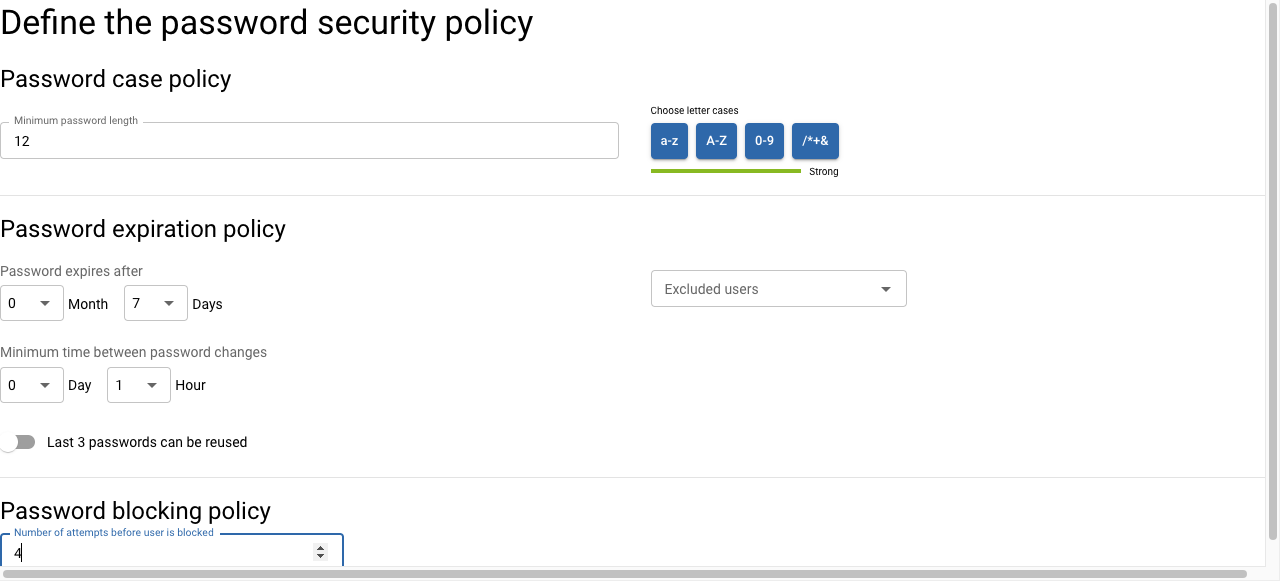 Define the password security policy
Password case policy
Minimum password length
12
Choose letter cases
a-z A-Z 0-9 /*+&
Strong
Password expiration policy
Password expires after
0 Month 7 Days
Excluded users
Minimum time between password changes
0 Day 1 Hour
Last 3 passwords can be reused
Password blocking policy
Number of attempts before user is blocked
4